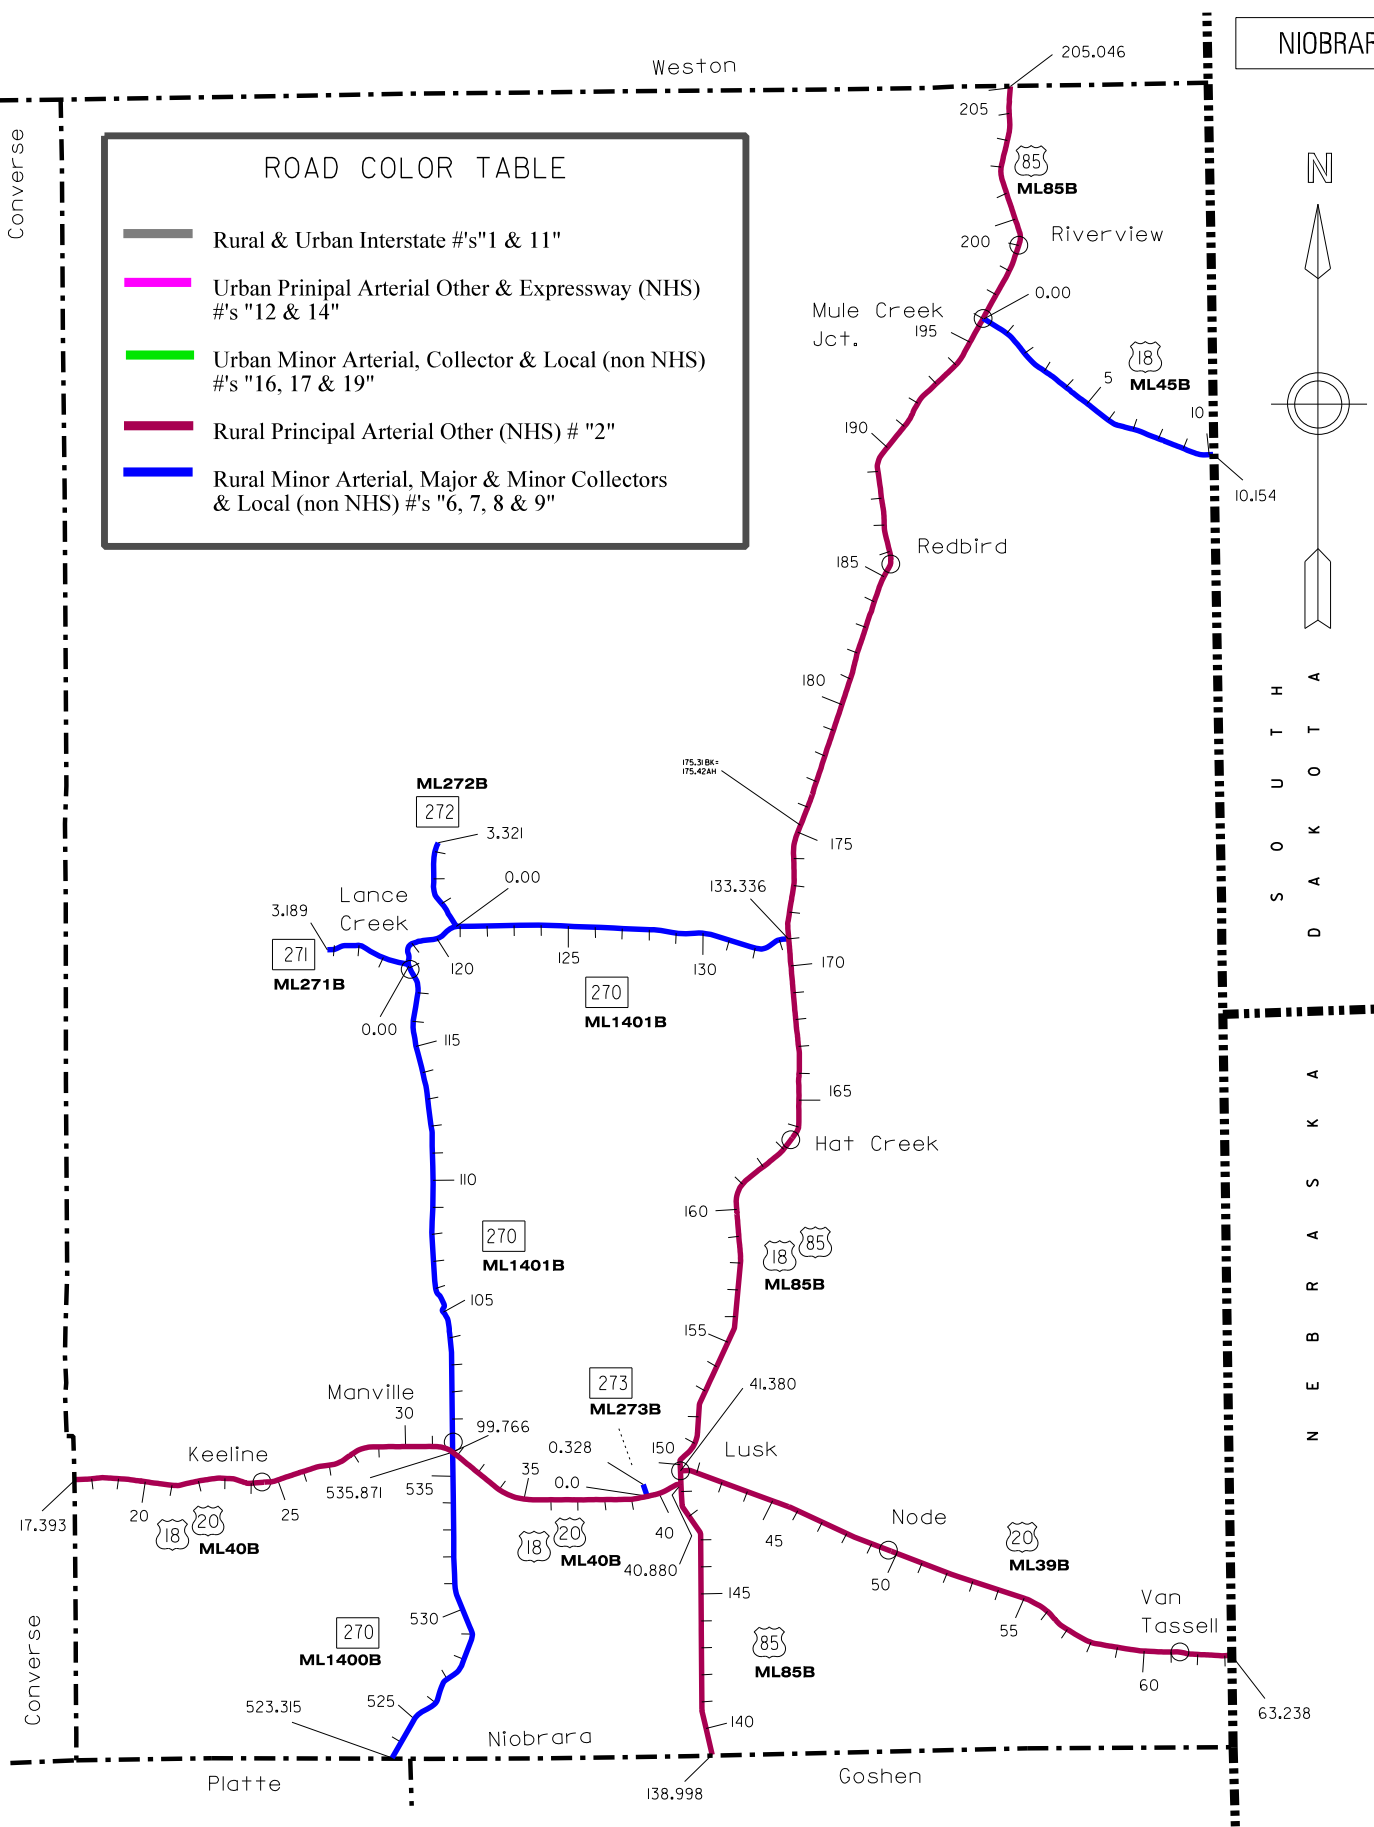 NIOBRAR
Weston
205.046
205
Converse
ROAD COLOR TABLE
Rural & Urban Interstate #'s"1 & 11"
Urban Prinipal Arterial Other & Expressway (NHS)
#'s "12 & 14"
Urban Minor Arterial, Collector & Local (non NHS)
#'s "16, 17 & 19"
Rural Principal Arterial Other (NHS) # "2"
Rural Minor Arterial, Major & Minor Collectors
& Local (non NHS) #'s "6, 7, 8 & 9"
85
ML85B
N
200
Riverview
0.00
Mule Creek
Jct.
195
18
ML45B
5
10
190
10.154
Redbird
185
180
SOUTH
DAKOTA
175.31BK=
175.42AH
ML272B
272
3.321
175
0.00
133.336
Lance
Creek
3.189
271
ML271B
120
125
130
170
270
ML1401B
0.00
115
165
Hat Creek
110
160
270
ML1401B
18
85
ML85B
105
155
NEBRASKA
273
ML273B
41.380
Manville
30
99.766
Keeline
0.328
150
Lusk
35
0.0
535.871
535
17.393
20
18
20
ML40B
25
18
20
ML40B
40
40.880
45
Node
20
ML39B
50
145
Van
Tassell
55
530
270
ML1400B
85
ML85B
60
525
523.315
140
63.238
Converse
Niobrara
Platte
Goshen
138.998